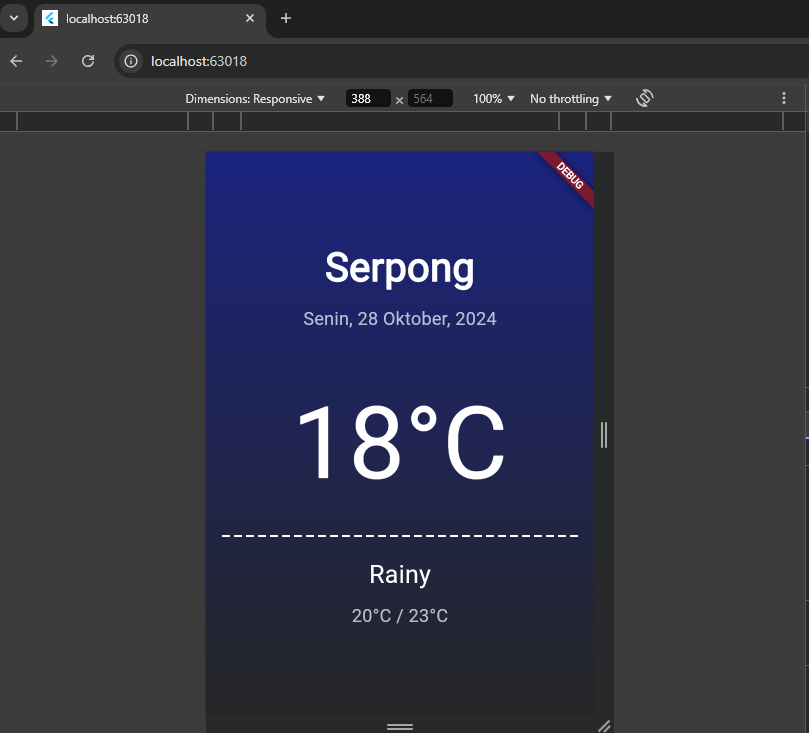 localhost:63018
localhost:63018
Dimensions: Responsive 388 × 564 100% No throttling
DEBUG
Serpong
Senin, 28 Oktober, 2024
18°C
Rainy
20°C / 23°C